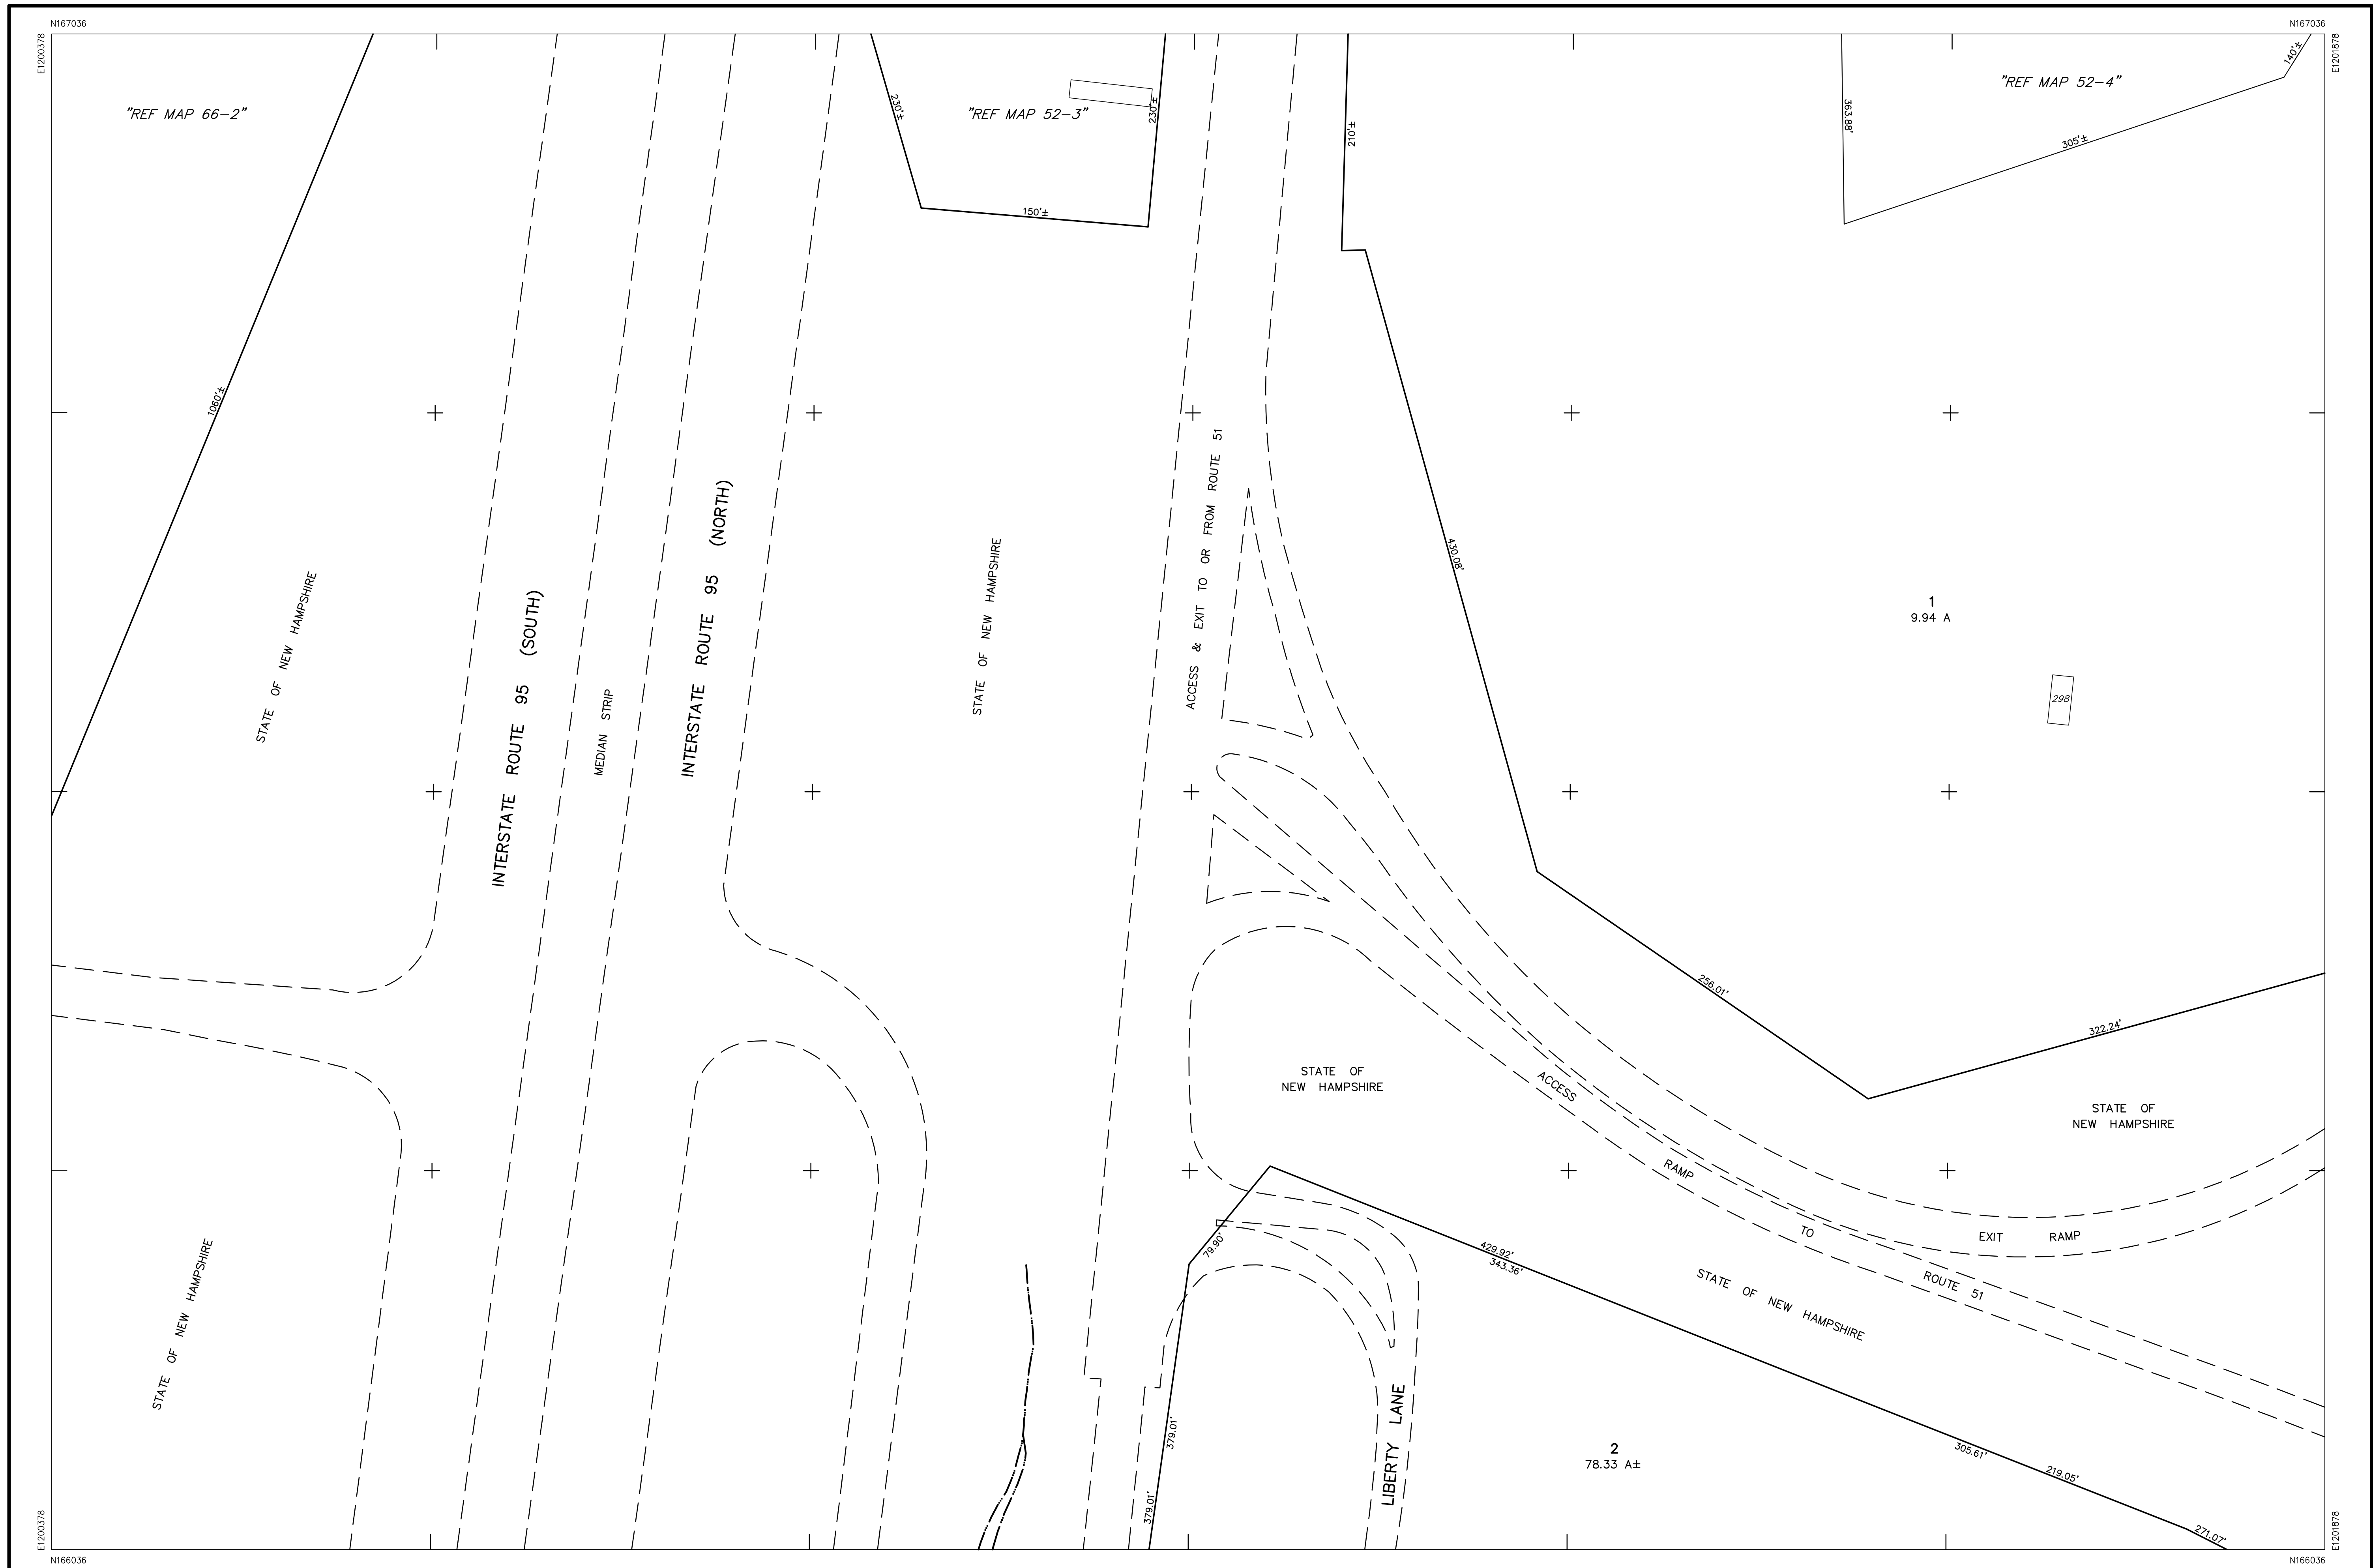 N167036
N167036
E1200378
E1201878
"REF MAP 66-2"
230'±
"REF MAP 52-3"
230'±
150'±
210'±
363.88'
"REF MAP 52-4"
140'±
305'±
1060'±
STATE OF NEW HAMPSHIRE
INTERSTATE ROUTE 95 (SOUTH)
MEDIAN STRIP
INTERSTATE ROUTE 95 (NORTH)
STATE OF NEW HAMPSHIRE
ACCESS & EXIT TO OR FROM ROUTE 51
430.08'
1
9.94 A
298
256.01'
322.24'
STATE OF
NEW HAMPSHIRE
STATE OF
NEW HAMPSHIRE
ACCESS RAMP TO ROUTE 51
EXIT RAMP
79.90'
429.92'
343.36'
STATE OF NEW HAMPSHIRE
STATE OF NEW HAMPSHIRE
379.01'
379.01'
LIBERTY LANE
2
78.33 A±
305.61'
219.05'
271.07'
E1200378
E1201878
N166036
N166036